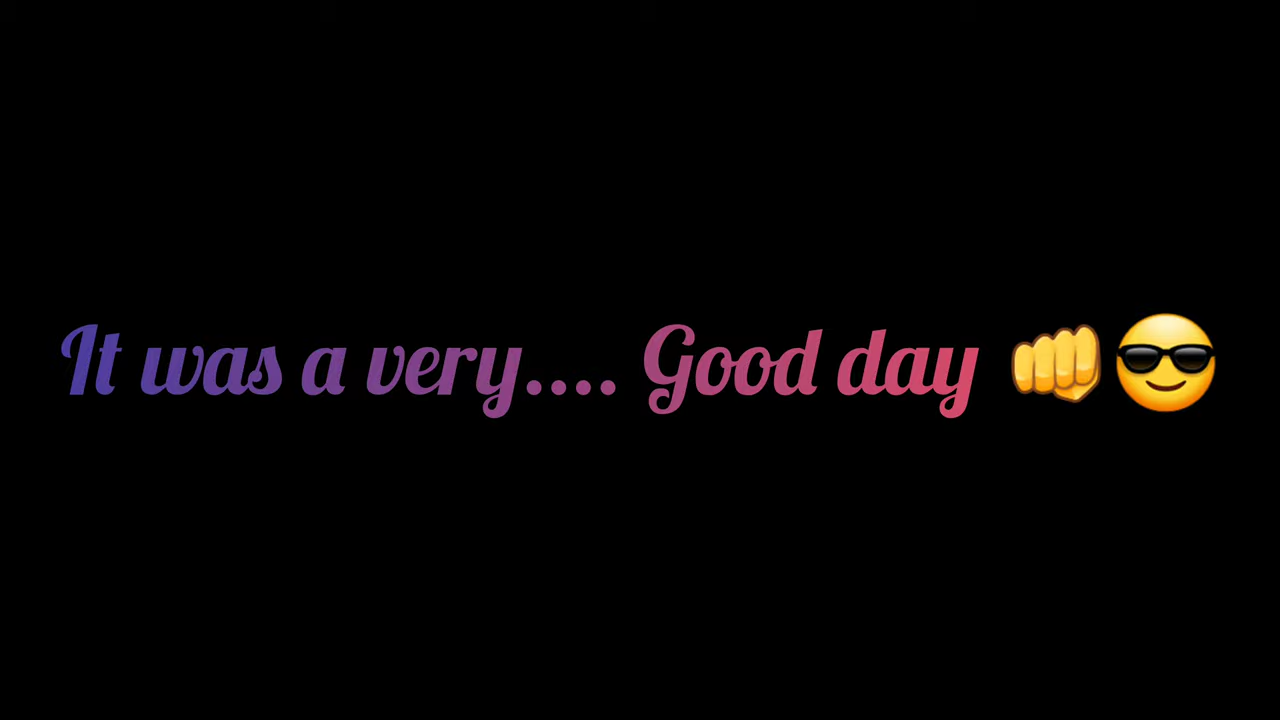 It was a very.... Good day 👊😎